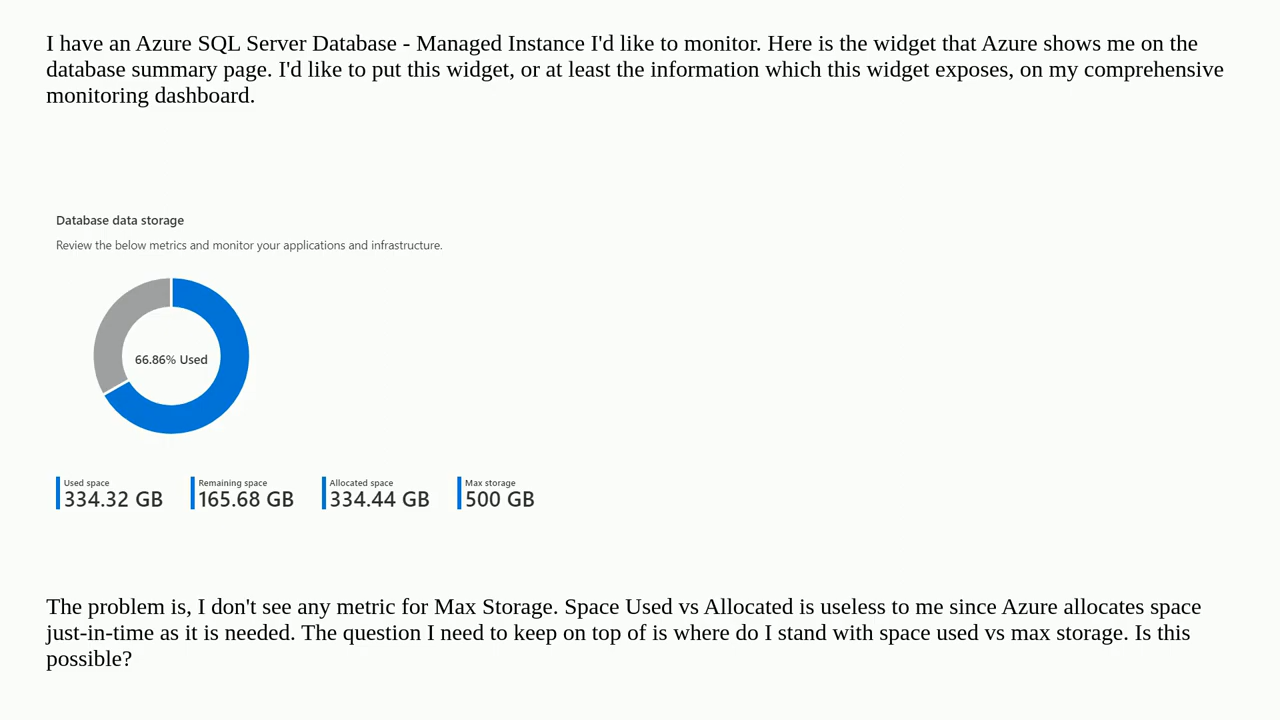 I have an Azure SQL Server Database - Managed Instance I'd like to monitor. Here is the widget that Azure shows me on the
database summary page. I'd like to put this widget, or at least the information which this widget exposes, on my comprehensive
monitoring dashboard.
Database data storage
Review the below metrics and monitor your applications and infrastructure.
66.86% Used
Used space
334.32 GB
Remaining space
165.68 GB
Allocated space
334.44 GB
Max storage
500 GB
The problem is, I don't see any metric for Max Storage. Space Used vs Allocated is useless to me since Azure allocates space
just-in-time as it is needed. The question I need to keep on top of is where do I stand with space used vs max storage. Is this
possible?